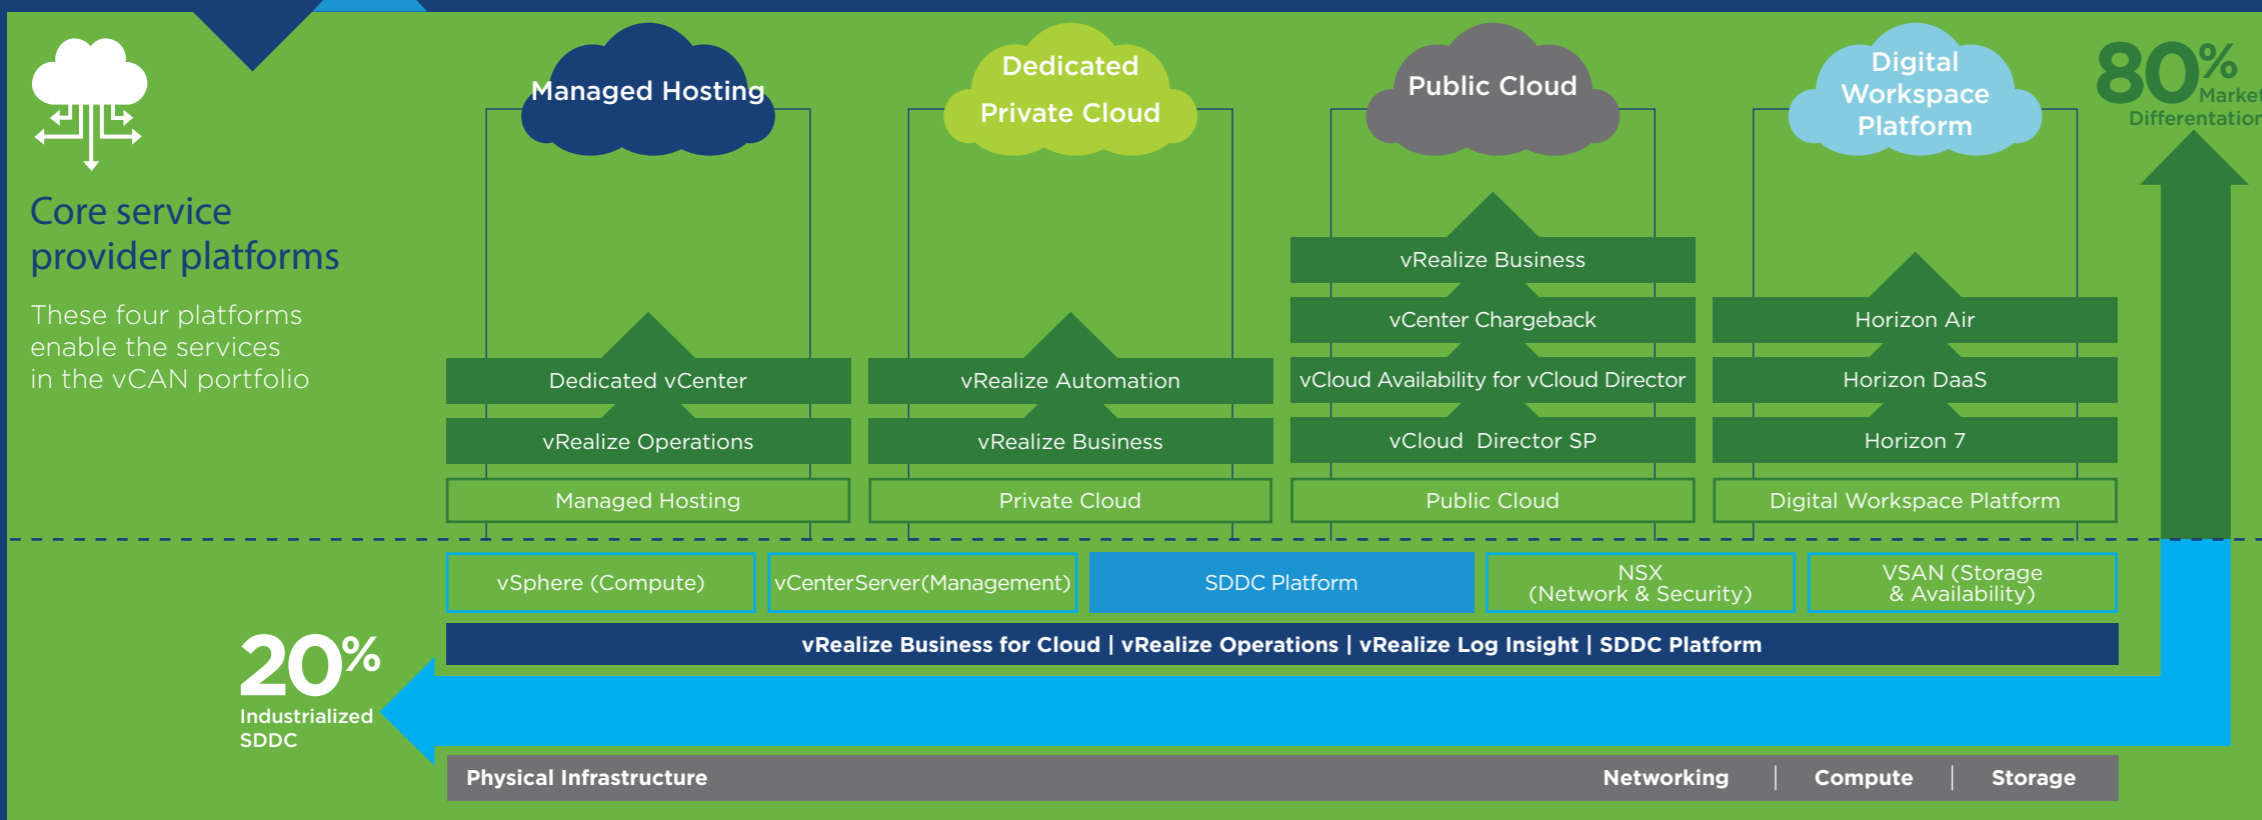 Core service
provider platforms
These four platforms
enable the services
in the vCAN portfolio
Managed Hosting
Dedicated
Private Cloud
Public Cloud
Digital
Workspace
Platform
80%
Market
Differentation
Dedicated vCenter
vRealize Operations
Managed Hosting
vRealize Automation
vRealize Business
Private Cloud
vRealize Business
vCenter Chargeback
vCloud Availability for vCloud Director
vCloud Director SP
Public Cloud
Horizon Air
Horizon DaaS
Horizon 7
Digital Workspace Platform
vSphere (Compute)
vCenterServer(Management)
SDDC Platform
NSX
(Network & Security)
VSAN (Storage
& Availability)
vRealize Business for Cloud | vRealize Operations | vRealize Log Insight | SDDC Platform
20%
Industrialized
SDDC
Physical Infrastructure
Networking | Compute | Storage